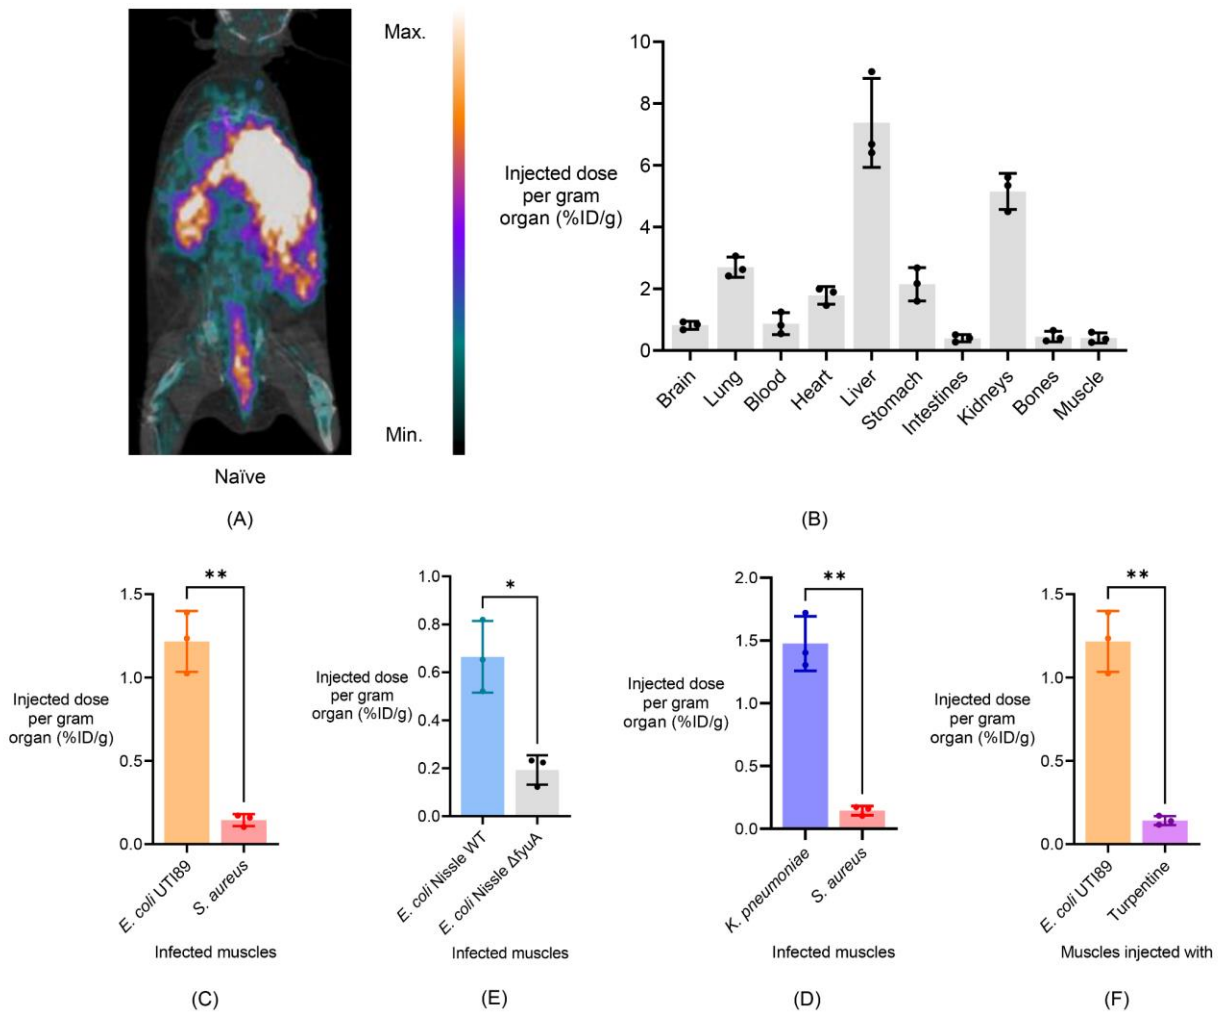 Max.
Min.
Naïve
(A)
Injected dose
per gram
organ (%ID/g)
10
8
6
4
2
0
Brain
Lung
Blood
Heart
Liver
Stomach
Intestines
Kidneys
Bones
Muscle
(B)
Injected dose
per gram
organ (%ID/g)
1.5
1.0
0.5
0.0
**
E. coli UTI89
S. aureus
Infected muscles
(C)
Injected dose
per gram
organ (%ID/g)
1.0
0.8
0.6
0.4
0.2
0.0
*
E. coli Nissle WT
E. coli Nissle ΔfyuA
Infected muscles
(E)
Injected dose
per gram
organ (%ID/g)
2.0
1.5
1.0
0.5
0.0
**
K. pneumoniae
S. aureus
Infected muscles
(D)
Injected dose
per gram
organ (%ID/g)
1.5
1.0
0.5
0.0
**
E. coli UTI89
Turpentine
Muscles injected with
(F)